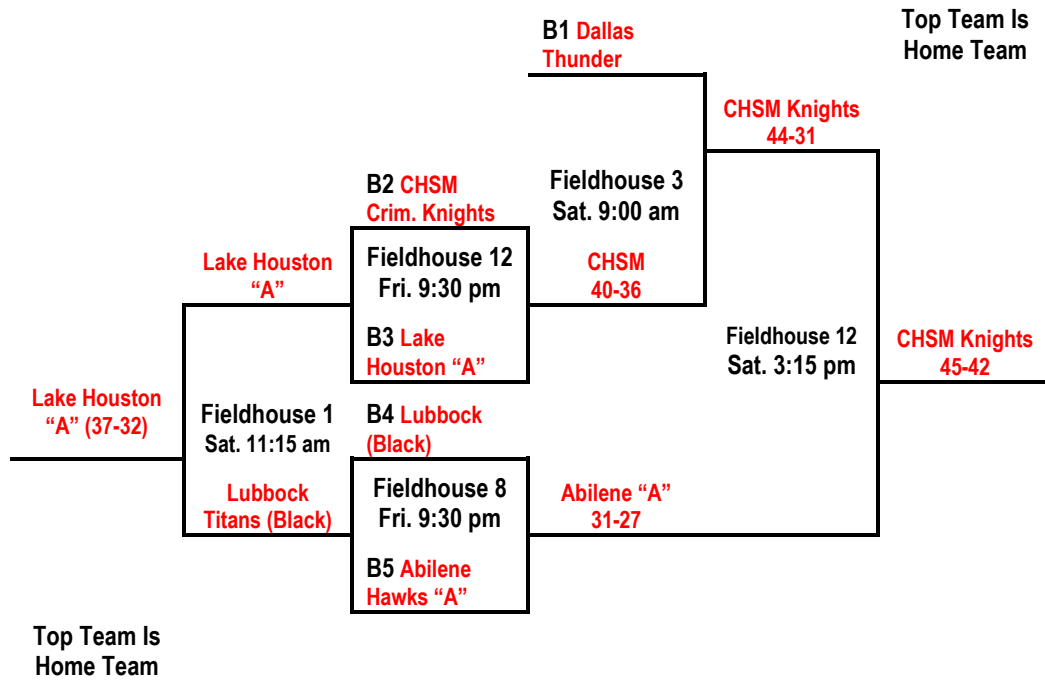 B1 Dallas
Thunder
Top Team Is
Home Team
CHSM Knights
44-31
Fieldhouse 3
Sat. 9:00 am
B2 CHSM
Crim. Knights
Lake Houston
“A”
Fieldhouse 12
Fri. 9:30 pm
CHSM
40-36
B3 Lake
Houston “A”
Fieldhouse 12
Sat. 3:15 pm
CHSM Knights
45-42
Lake Houston
“A” (37-32)
Fieldhouse 1
Sat. 11:15 am
B4 Lubbock
(Black)
Lubbock
Titans (Black)
Fieldhouse 8
Fri. 9:30 pm
Abilene “A”
31-27
B5 Abilene
Hawks “A”
Top Team Is
Home Team